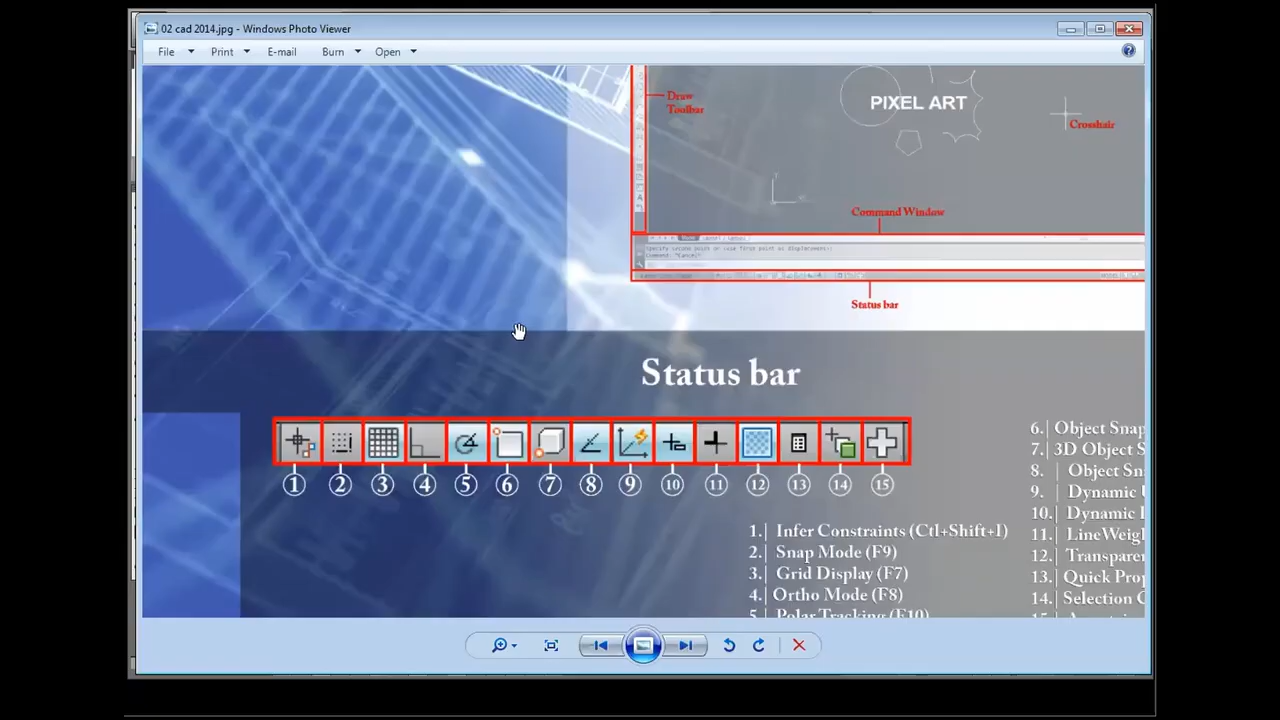 02 cad 2014.jpg - Windows Photo Viewer
File Print E-mail Burn Open
Draw
Toolbar
PIXEL ART
Crosshair
Command Window
Status bar
Status bar
1 2 3 4 5 6 7 8 9 10 11 12 13 14 15
6.| Object Snap
7.| 3D Object S
8. | Object Sn
9. | Dynamic
10.| Dynamic
11.| LineWeig
12.| Transpare
13.| Quick Pro
14.| Selection C
1.| Infer Constraints (Ctl+Shift+I)
2.| Snap Mode (F9)
3.| Grid Display (F7)
4.| Ortho Mode (F8)
5.| Polar Tracking (F10)